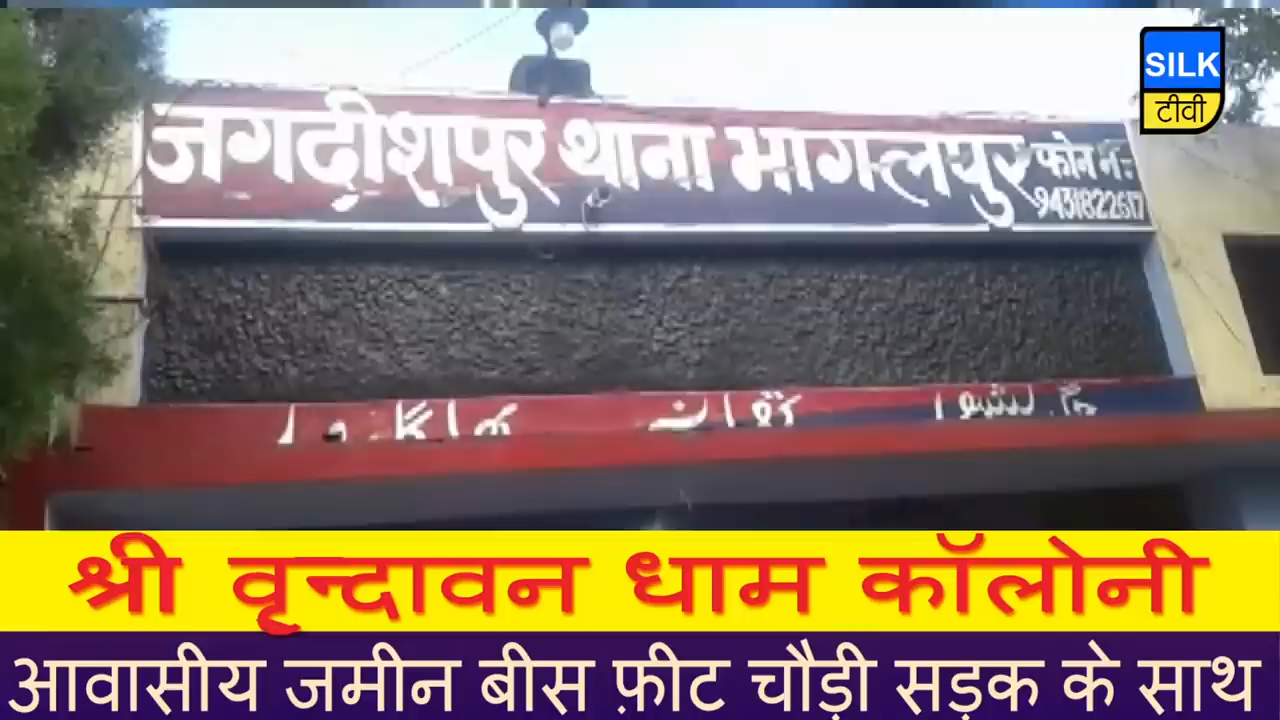 SILK
टीवी
जगदीशपुर थाना भागलपुर फोन नं:
9431822617
श्री वृन्दावन धाम कॉलोनी
आवासीय जमीन बीस फ़ीट चौड़ी सड़क के साथ